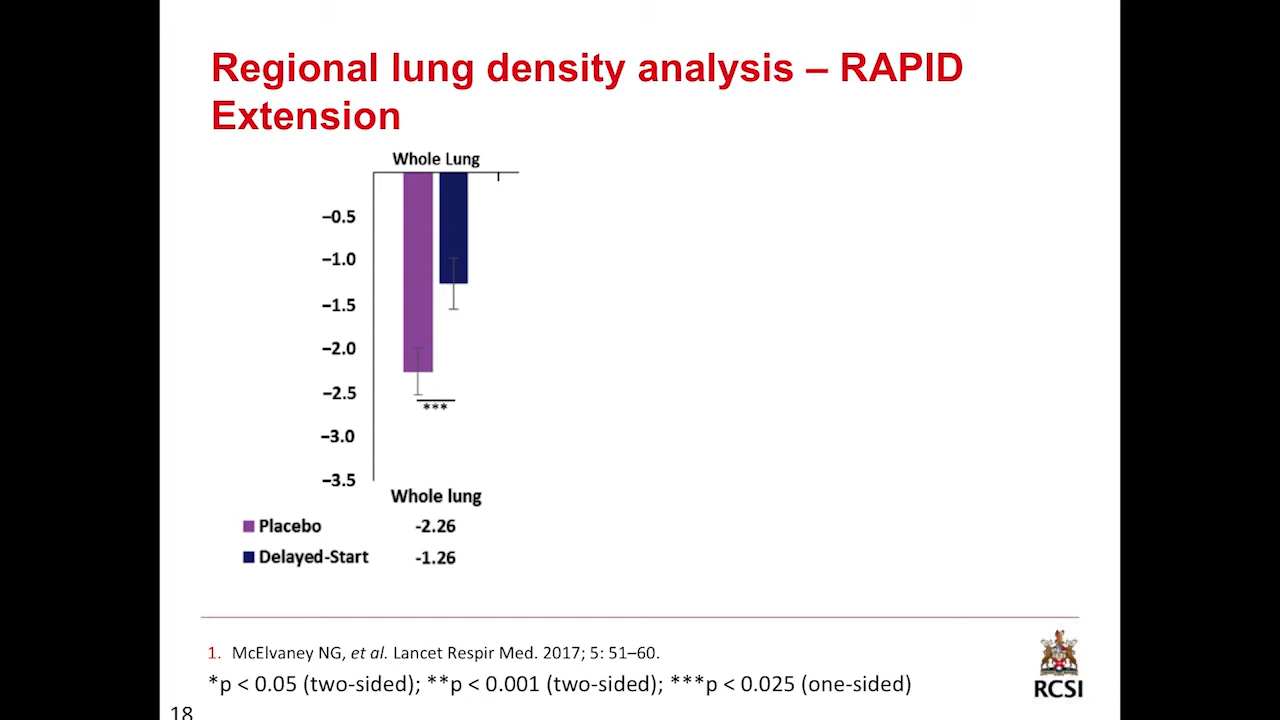 Regional lung density analysis – RAPID
Extension
Whole Lung
−0.5
−1.0
−1.5
−2.0
−2.5
−3.0
−3.5
***
Whole lung
Placebo -2.26
Delayed-Start -1.26
1. McElvaney NG, et al. Lancet Respir Med. 2017; 5: 51–60.
*p < 0.05 (two-sided); **p < 0.001 (two-sided); ***p < 0.025 (one-sided)
RCSI
18